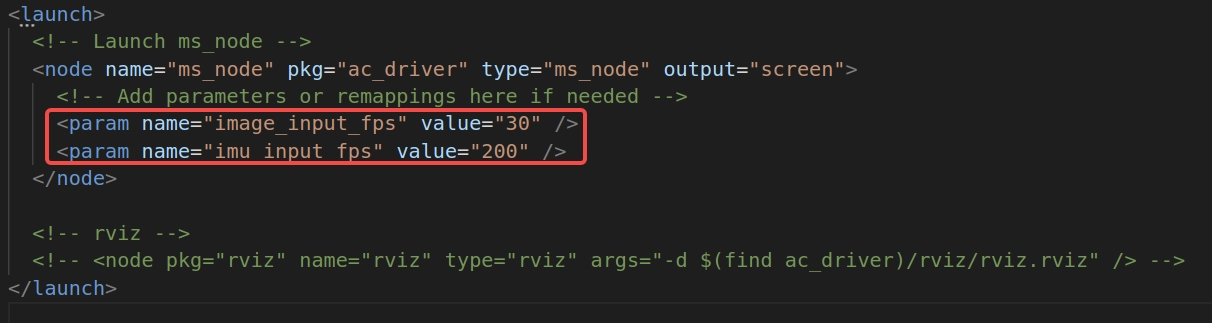 <launch>
<!-- Launch ms_node -->
<node name="ms_node" pkg="ac_driver" type="ms_node" output="screen">
<!-- Add parameters or remappings here if needed -->
<param name="image_input_fps" value="30" />
<param name="imu_input_fps" value="200" />
</node>
<!-- rviz -->
<!-- <node pkg="rviz" name="rviz" type="rviz" args="-d $(find ac_driver)/rviz/rviz.rviz" /> -->
</launch>